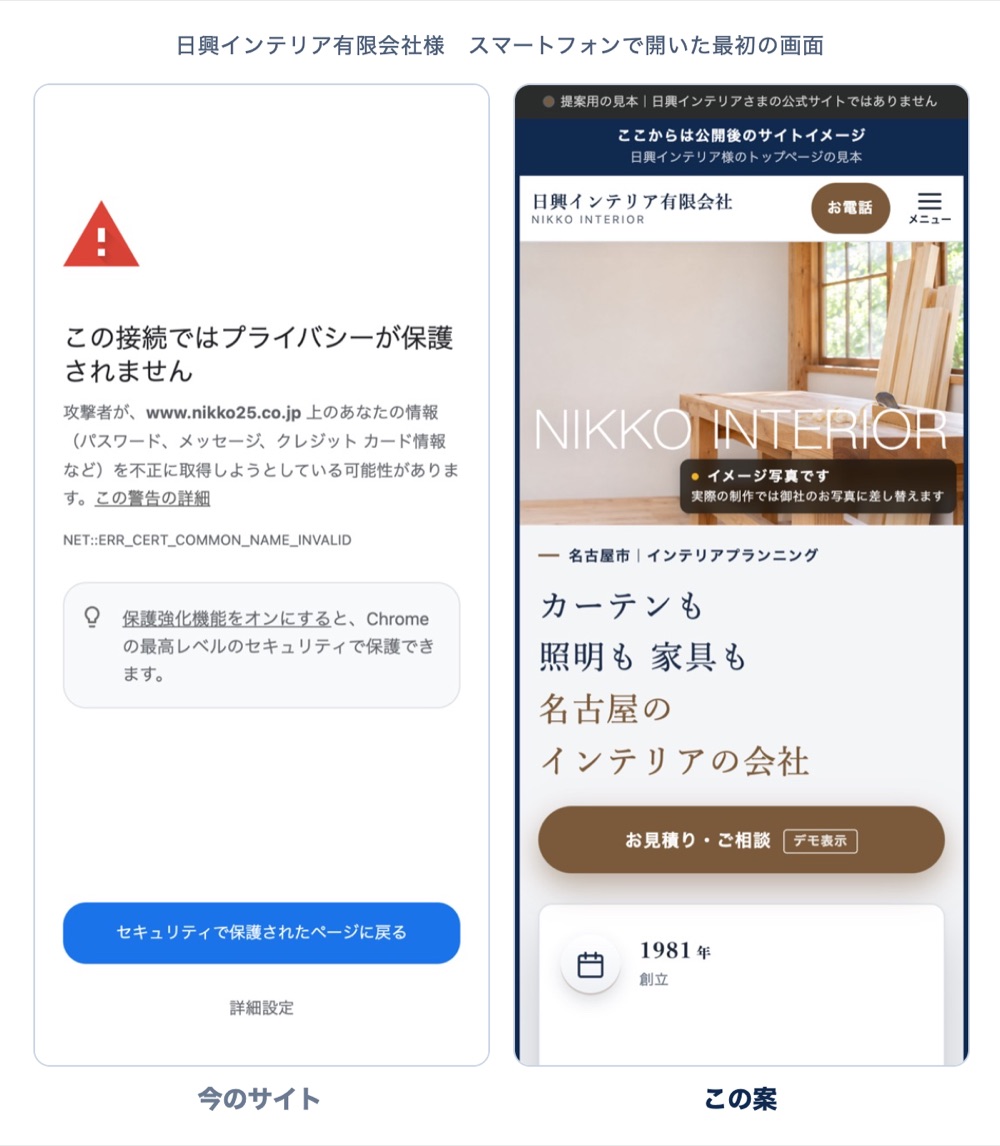 日興インテリア有限会社様　スマートフォンで開いた最初の画面
この接続ではプライバシーが保護
されません
攻撃者が、www.nikko25.co.jp 上のあなたの情報
（パスワード、メッセージ、クレジット カード情報
など）を不正に取得しようとしている可能性がありま
す。この警告の詳細
NET::ERR_CERT_COMMON_NAME_INVALID
保護強化機能をオンにすると、Chrome
の最高レベルのセキュリティで保護でき
ます。
セキュリティで保護されたページに戻る
詳細設定
今のサイト
提案用の見本｜日興インテリアさまの公式サイトではありません
ここからは公開後のサイトイメージ
日興インテリア様のトップページの見本
日興インテリア有限会社
NIKKO INTERIOR
お電話
メニュー
NIKKO INTERIOR
イメージ写真です
実際の制作では御社のお写真に差し替えます
名古屋市｜インテリアプランニング
カーテンも
照明も 家具も
名古屋の
インテリアの会社
お見積り・ご相談 デモ表示
1981 年
創立
この案